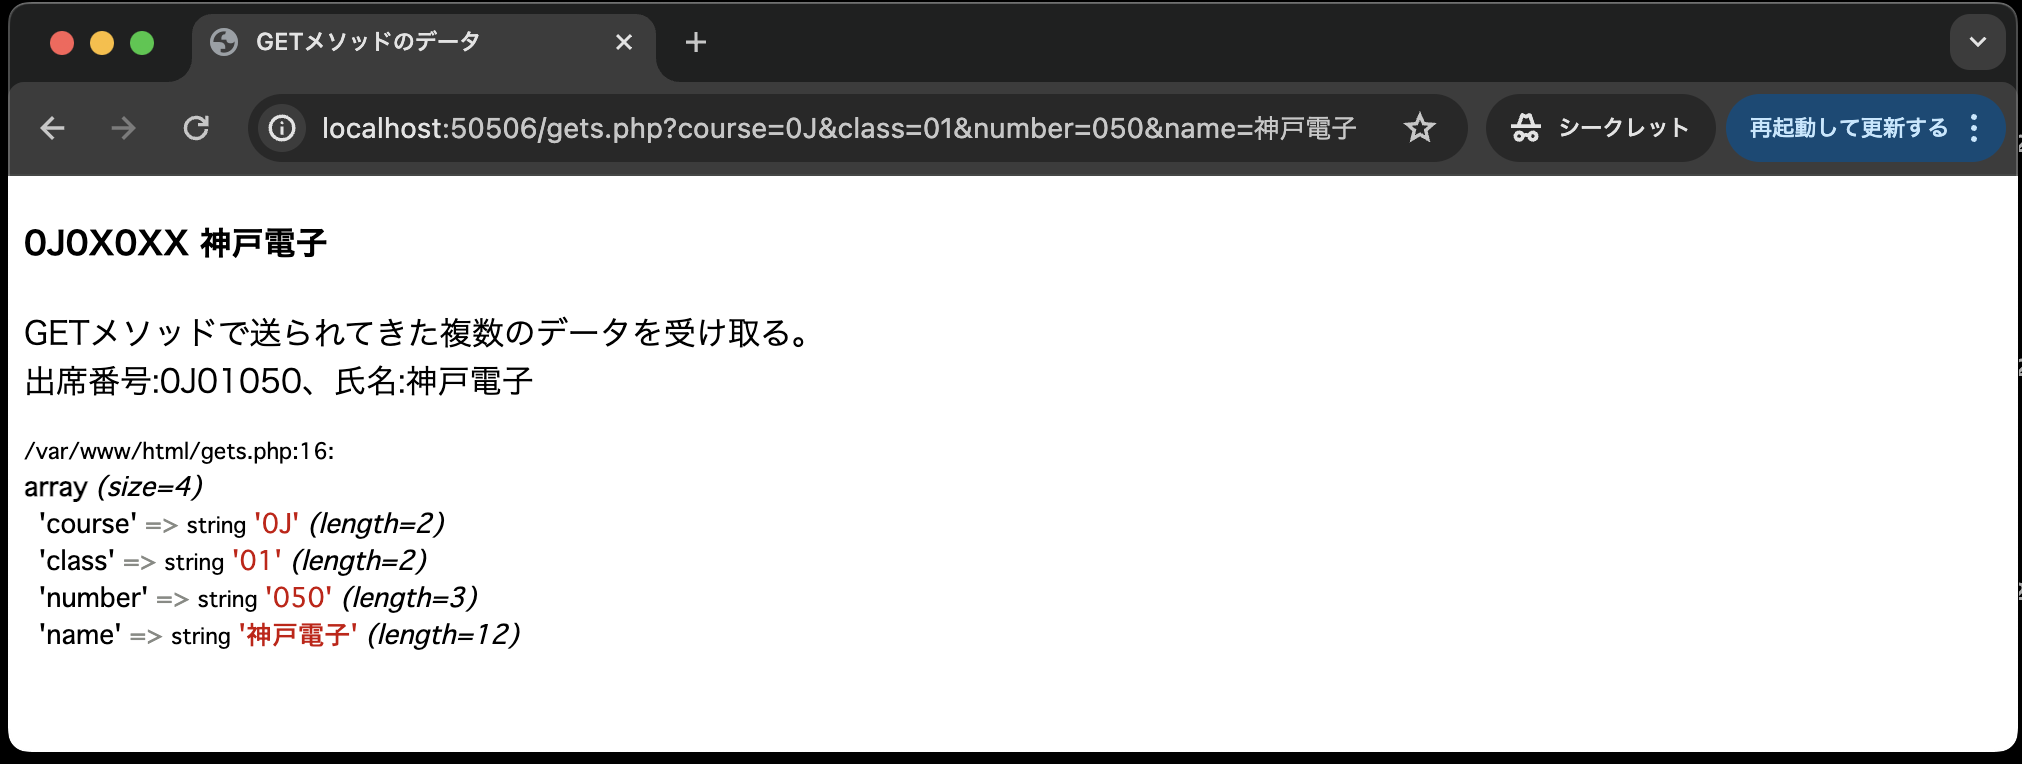 GETメソッドのデータ
localhost:50506/gets.php?course=0J&class=01&number=050&name=神戸電子
シークレット
再起動して更新する
0J0X0XX 神戸電子
GETメソッドで送られてきた複数のデータを受け取る。
出席番号:0J01050、氏名:神戸電子
/var/www/html/gets.php:16:
array (size=4)
'course' => string '0J' (length=2)
'class' => string '01' (length=2)
'number' => string '050' (length=3)
'name' => string '神戸電子' (length=12)